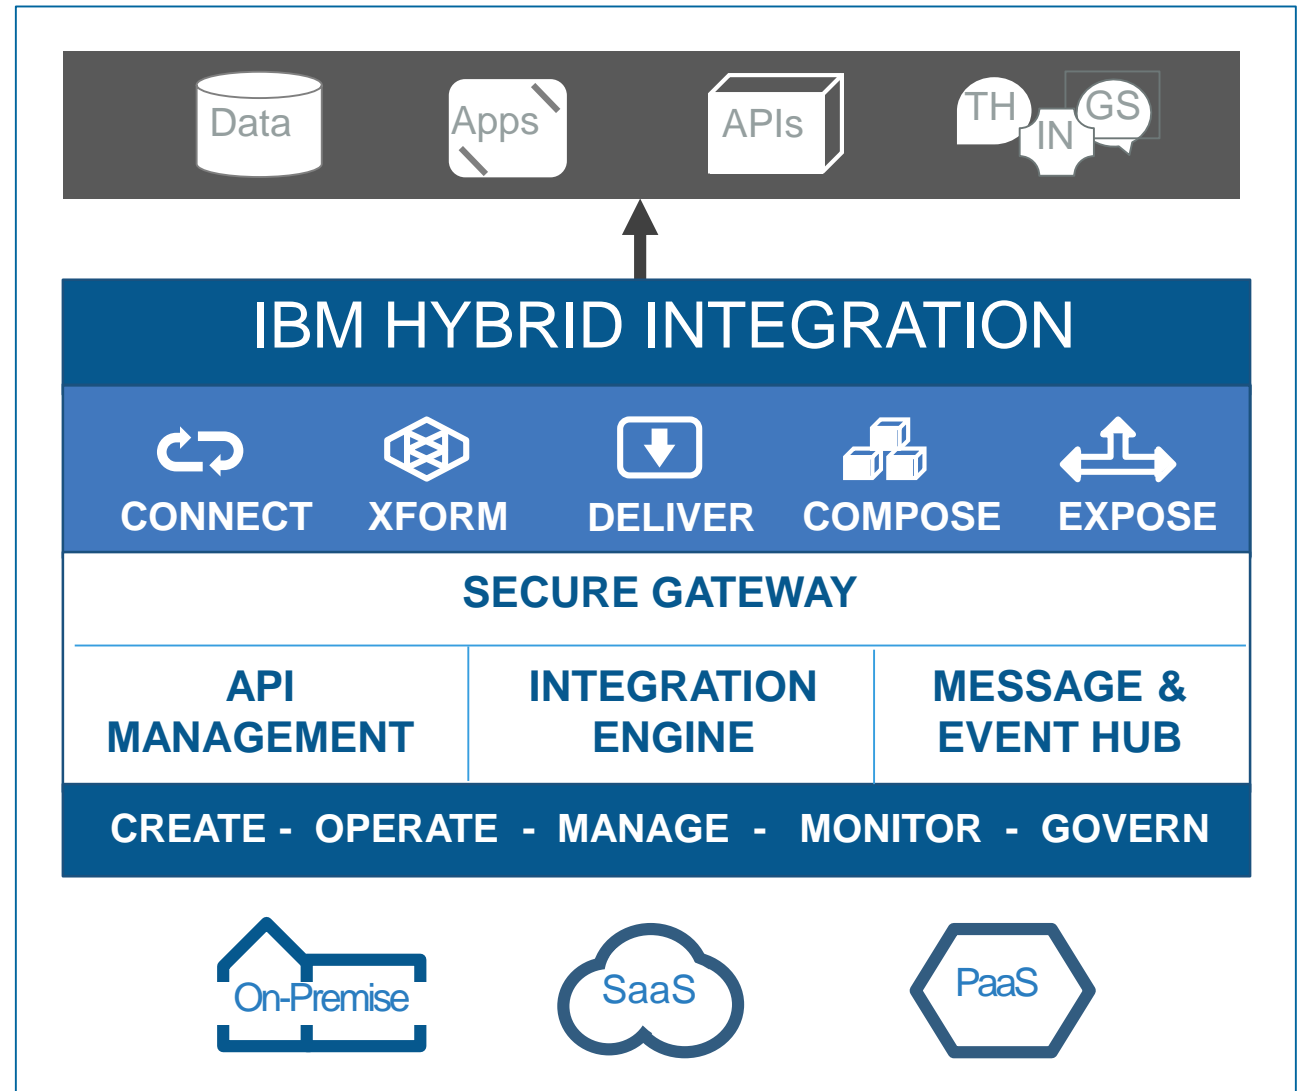 Data Apps APIs TH IN GS
IBM HYBRID INTEGRATION
CONNECT XFORM DELIVER COMPOSE EXPOSE
SECURE GATEWAY
API
MANAGEMENT
INTEGRATION
ENGINE
MESSAGE &
EVENT HUB
CREATE - OPERATE - MANAGE - MONITOR - GOVERN
On-Premise SaaS PaaS